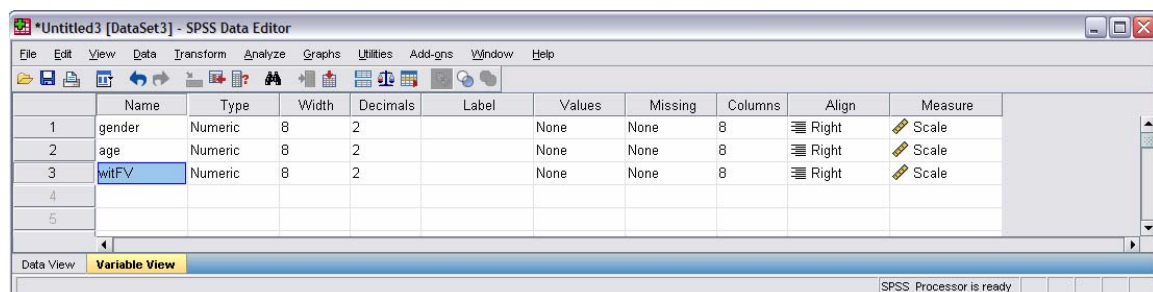 *Untitled3 [DataSet3] - SPSS Data Editor
File Edit View Data Transform Analyze Graphs Utilities Add-ons Window Help
Name Type Width Decimals Label Values Missing Columns Align Measure
1 gender Numeric 8 2 None None 8 Right Scale
2 age Numeric 8 2 None None 8 Right Scale
3 witFV Numeric 8 2 None None 8 Right Scale
4
5
Data View Variable View
SPSS Processor is ready